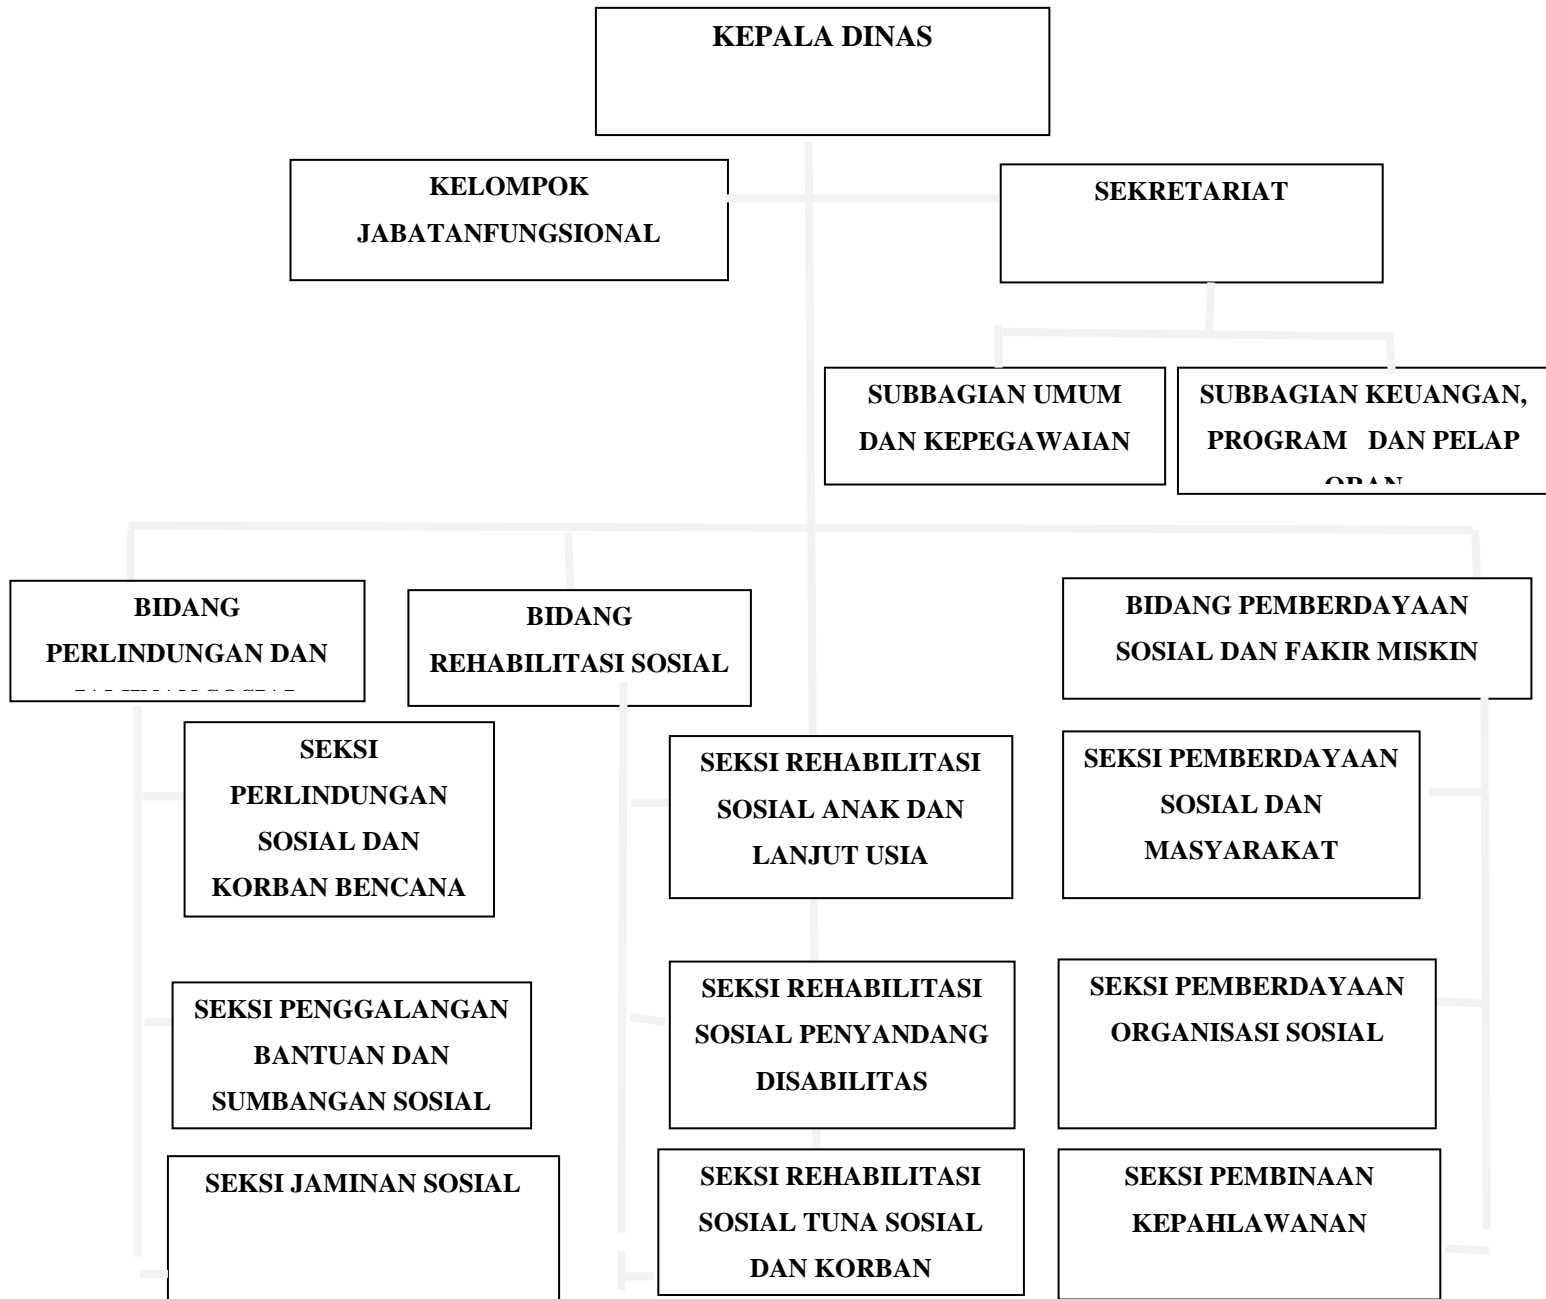 KEPALA DINAS
KELOMPOK
JABATANFUNGSIONAL
SEKRETARIAT
SUBBAGIAN UMUM
DAN KEPEGAWAIAN
SUBBAGIAN KEUANGAN,
PROGRAM DAN PELAP
ORAN
BIDANG
PERLINDUNGAN DAN
BIDANG
REHABILITASI SOSIAL
BIDANG PEMBERDAYAAN
SOSIAL DAN FAKIR MISKIN
SEKSI
PERLINDUNGAN
SOSIAL DAN
KORBAN BENCANA
SEKSI REHABILITASI
SOSIAL ANAK DAN
LANJUT USIA
SEKSI PEMBERDAYAAN
SOSIAL DAN
MASYARAKAT
SEKSI PENGGALANGAN
BANTUAN DAN
SUMBANGAN SOSIAL
SEKSI REHABILITASI
SOSIAL PENYANDANG
DISABILITAS
SEKSI PEMBERDAYAAN
ORGANISASI SOSIAL
SEKSI JAMINAN SOSIAL
SEKSI REHABILITASI
SOSIAL TUNA SOSIAL
DAN KORBAN
SEKSI PEMBINAAN
KEPAHLAWANAN